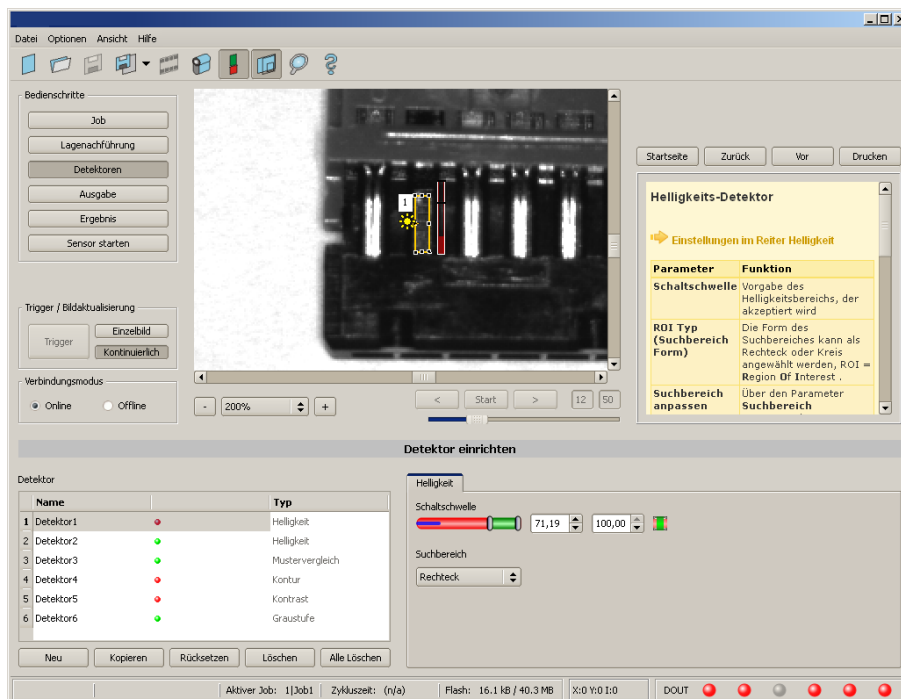 Datei Optionen Ansicht Hilfe
Bedienschritte
Job
Lagenachführung
Detektoren
Ausgabe
Ergebnis
Sensor starten
Trigger / Bildaktualisierung
Trigger
Einzelbild
Kontinuierlich
Verbindungsmodus
Online Offline
1
- 200% +
< Start > 12 50
Startseite Zurück Vor Drucken
Helligkeits-Detektor
Einstellungen im Reiter Helligkeit
Parameter Funktion
Schaltschwelle Vorgabe des
Helligkeitsbereichs, der
akzeptiert wird
ROI Typ Die Form des
(Suchbereich Suchbereiches kann als
Form) Rechteck oder Kreis
angewählt werden, ROI =
Region Of Interest .
Suchbereich Über den Parameter
anpassen Suchbereich
Detektor einrichten
Detektor
Name Typ
1 Detektor1 Helligkeit
2 Detektor2 Helligkeit
3 Detektor3 Mustervergleich
4 Detektor4 Kontur
5 Detektor5 Kontrast
6 Detektor6 Graustufe
Neu Kopieren Rücksetzen Löschen Alle Löschen
Helligkeit
Schaltschwelle
71,19 100,00
Suchbereich
Rechteck
Aktiver Job: 1|Job1 Zykluszeit: (n/a) Flash: 16.1 kB / 40.3 MB X:0 Y:0 I:0 DOUT